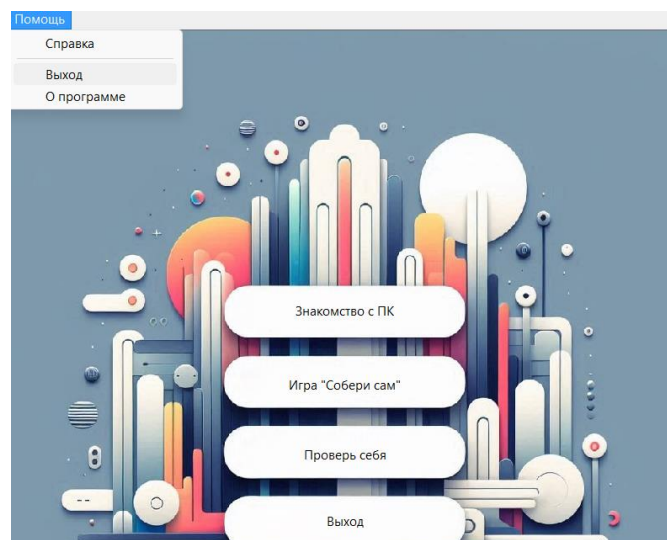 Помощь
Справка
Выход
О программе
Знакомство с ПК
Игра "Собери сам"
Проверь себя
Выход